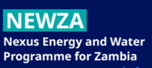 NEWZA
Nexus Energy and Water
Programme for Zambia